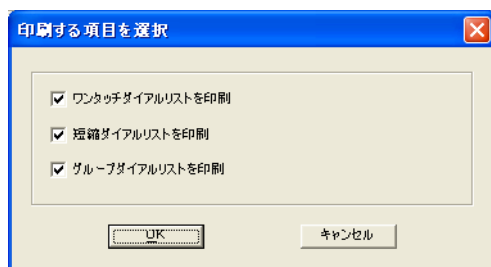 印刷する項目を選択
ワンタッチダイアルリストを印刷
短縮ダイアルリストを印刷
グループダイアルリストを印刷
OK
キャンセル